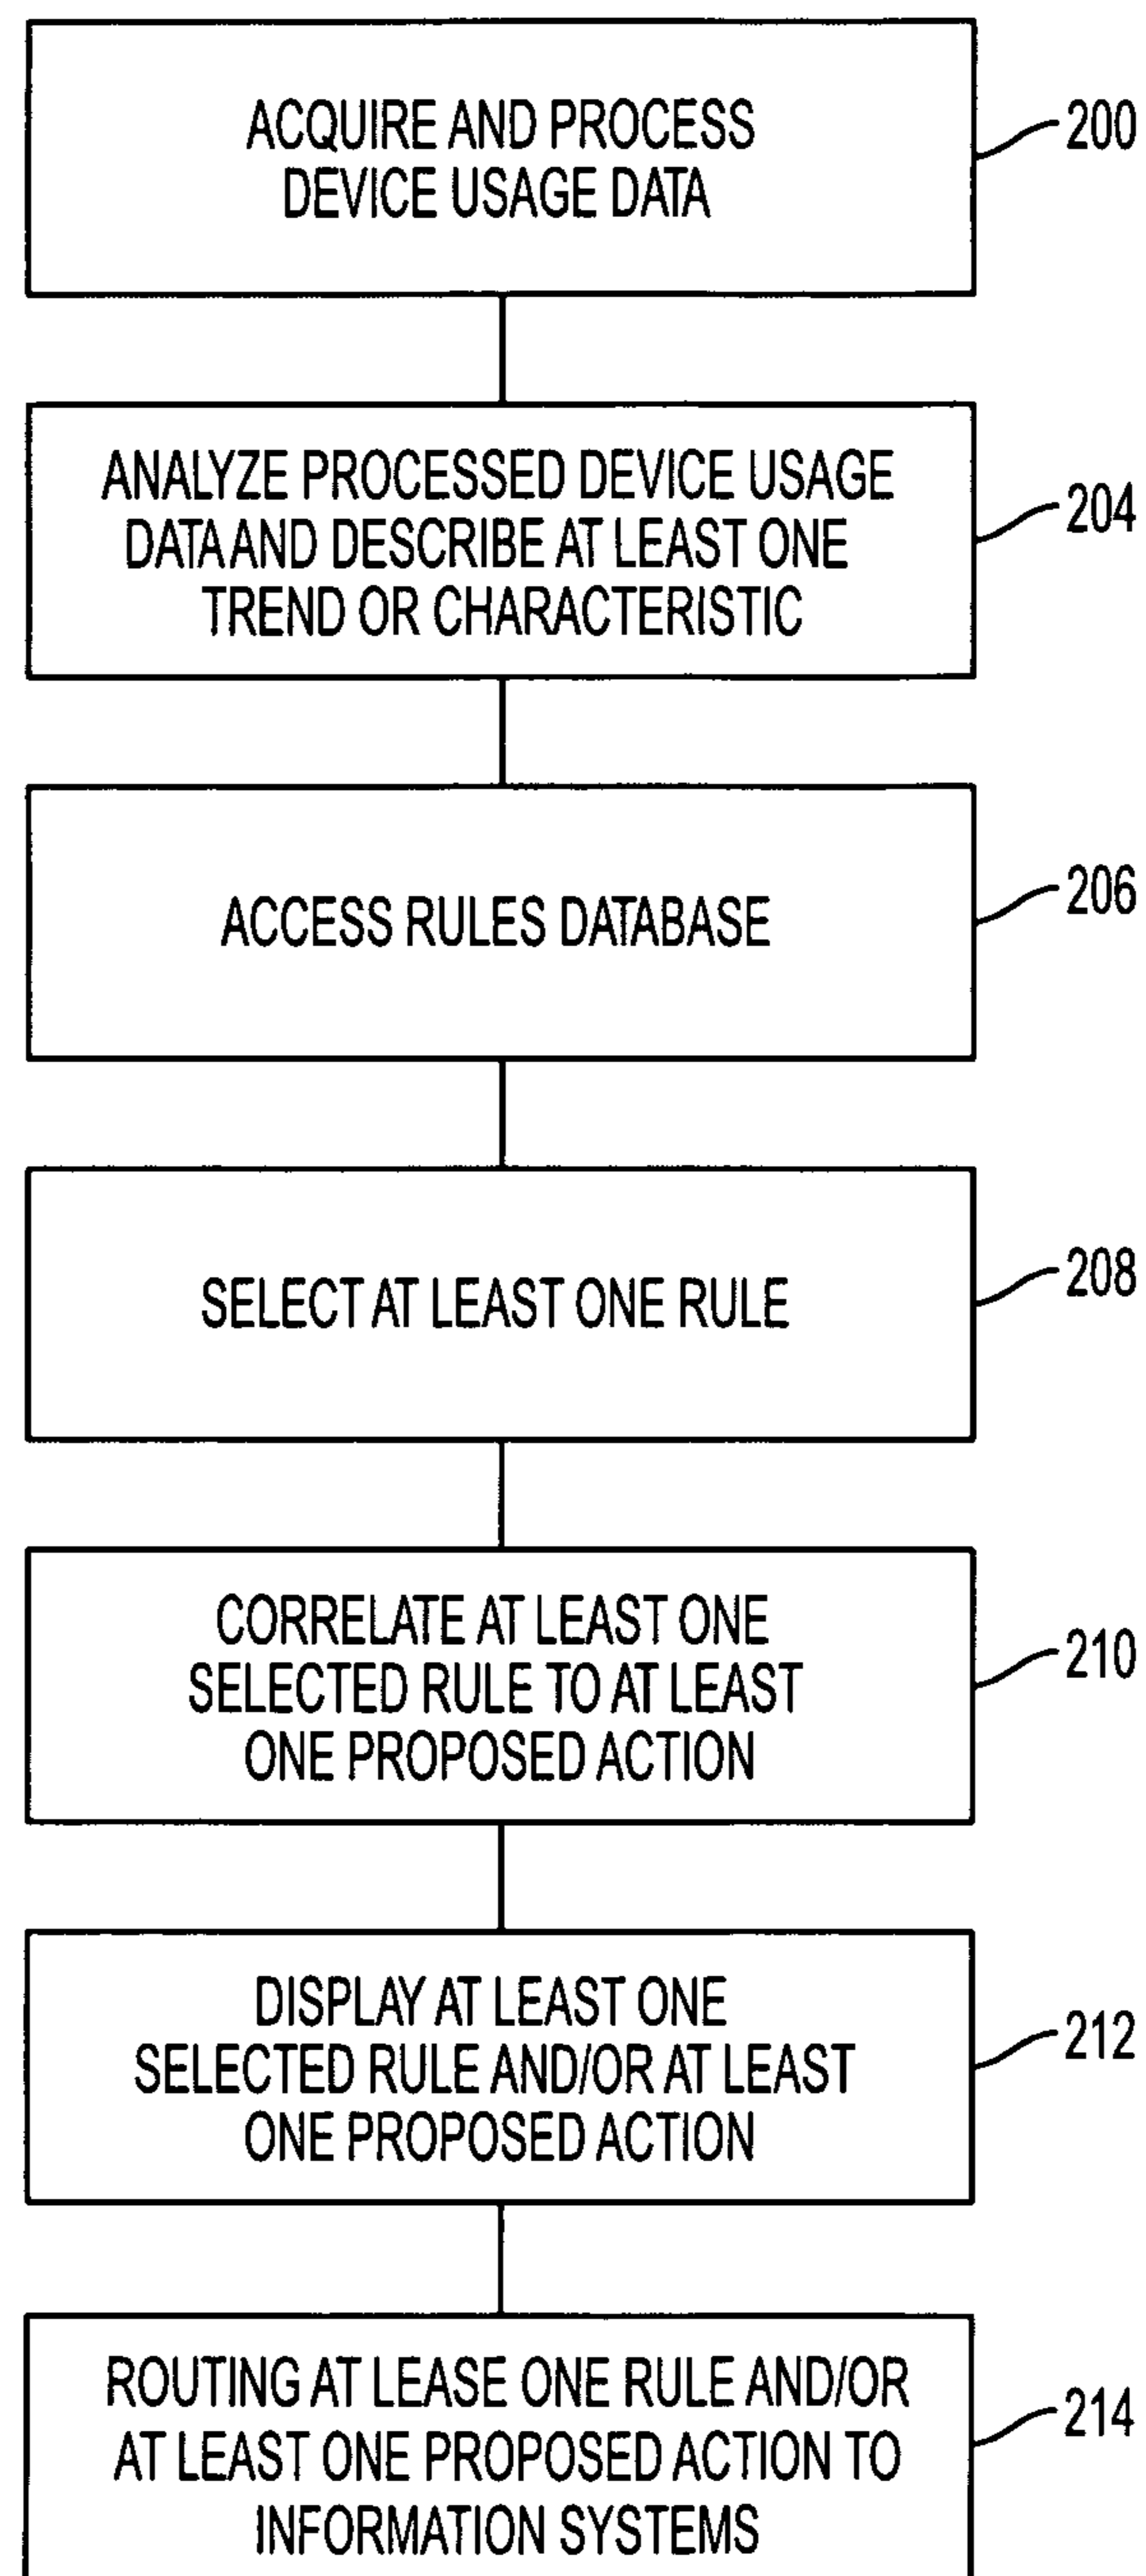 ACQUIRE AND PROCESS
DEVICE USAGE DATA
200
ANALYZE PROCESSED DEVICE USAGE
DATA AND DESCRIBE AT LEAST ONE
TREND OR CHARACTERISTIC
204
ACCESS RULES DATABASE
206
SELECT AT LEAST ONE RULE
208
CORRELATE AT LEAST ONE
SELECTED RULE TO AT LEAST
ONE PROPOSED ACTION
210
DISPLAY AT LEAST ONE
SELECTED RULE AND/OR AT LEAST
ONE PROPOSED ACTION
212
ROUTING AT LEASE ONE RULE AND/OR
AT LEAST ONE PROPOSED ACTION TO
INFORMATION SYSTEMS
214